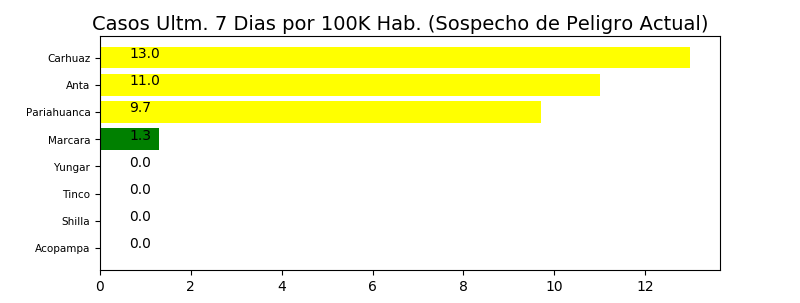 Casos Ultm. 7 Dias por 100K Hab. (Sospecho de Peligro Actual)
Carhuaz 13.0
Anta 11.0
Pariahuanca 9.7
Marcara 1.3
Yungar 0.0
Tinco 0.0
Shilla 0.0
Acopampa 0.0
0 2 4 6 8 10 12